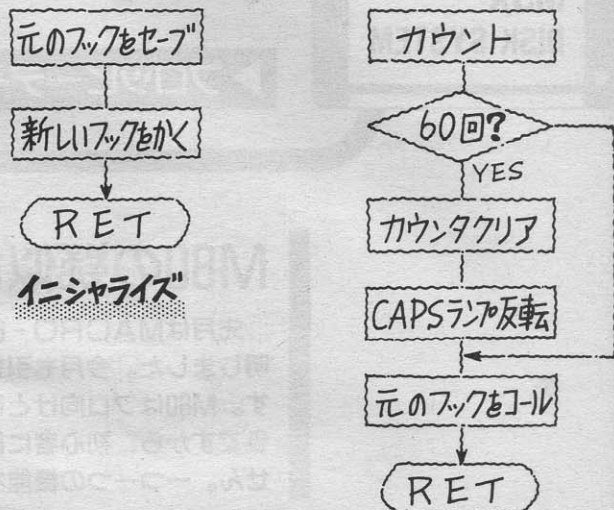 元のフックをセーブ
新しいフックをかく
RET
イニシャライズ
カウント
60回?
YES
カウンタクリア
CAPSランプ反転
元のフックをコール
RET